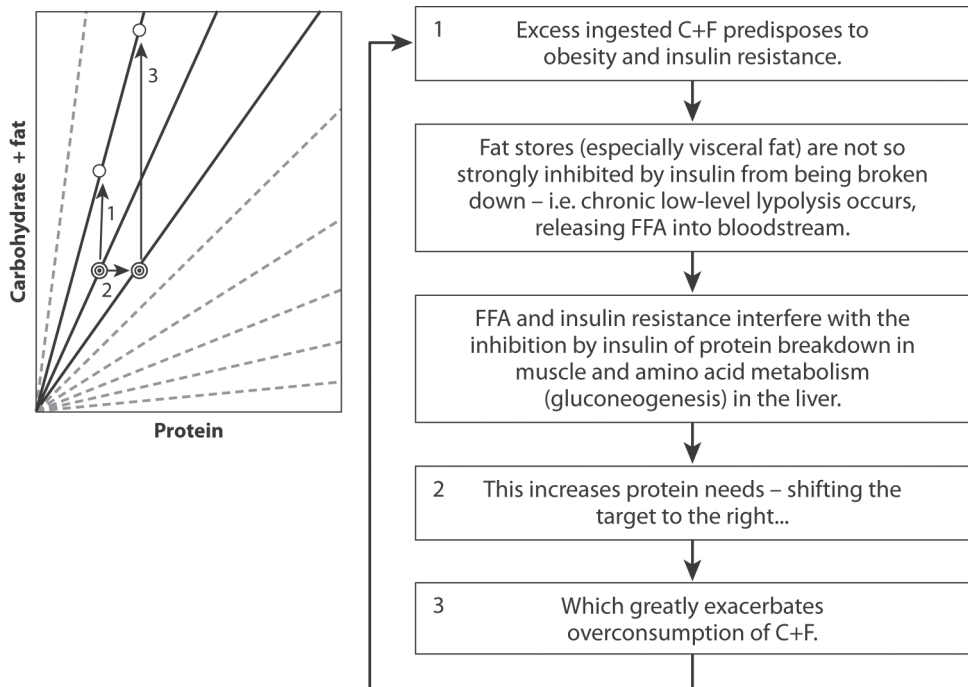 Carbohydrate + fat
1
2
3
Protein
1 Excess ingested C+F predisposes to
obesity and insulin resistance.
Fat stores (especially visceral fat) are not so
strongly inhibited by insulin from being broken
down – i.e. chronic low-level lypolysis occurs,
releasing FFA into bloodstream.
FFA and insulin resistance interfere with the
inhibition by insulin of protein breakdown in
muscle and amino acid metabolism
(gluconeogenesis) in the liver.
2 This increases protein needs – shifting the
target to the right...
3 Which greatly exacerbates
overconsumption of C+F.